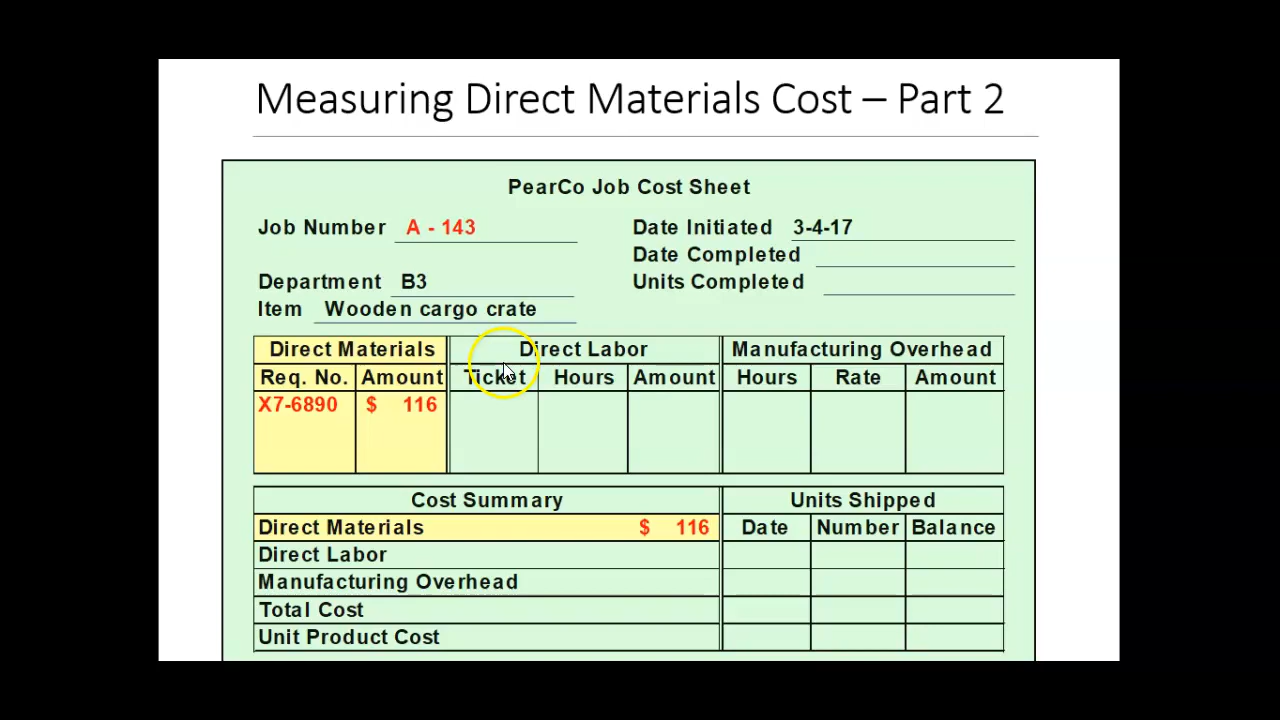 Measuring Direct Materials Cost – Part 2
PearCo Job Cost Sheet
Job Number A - 143 Date Initiated 3-4-17
Date Completed
Department B3 Units Completed
Item Wooden cargo crate
Direct Materials Direct Labor Manufacturing Overhead
Req. No. Amount Ticket Hours Amount Hours Rate Amount
X7-6890 $ 116
Cost Summary Units Shipped
Direct Materials $ 116 Date Number Balance
Direct Labor
Manufacturing Overhead
Total Cost
Unit Product Cost